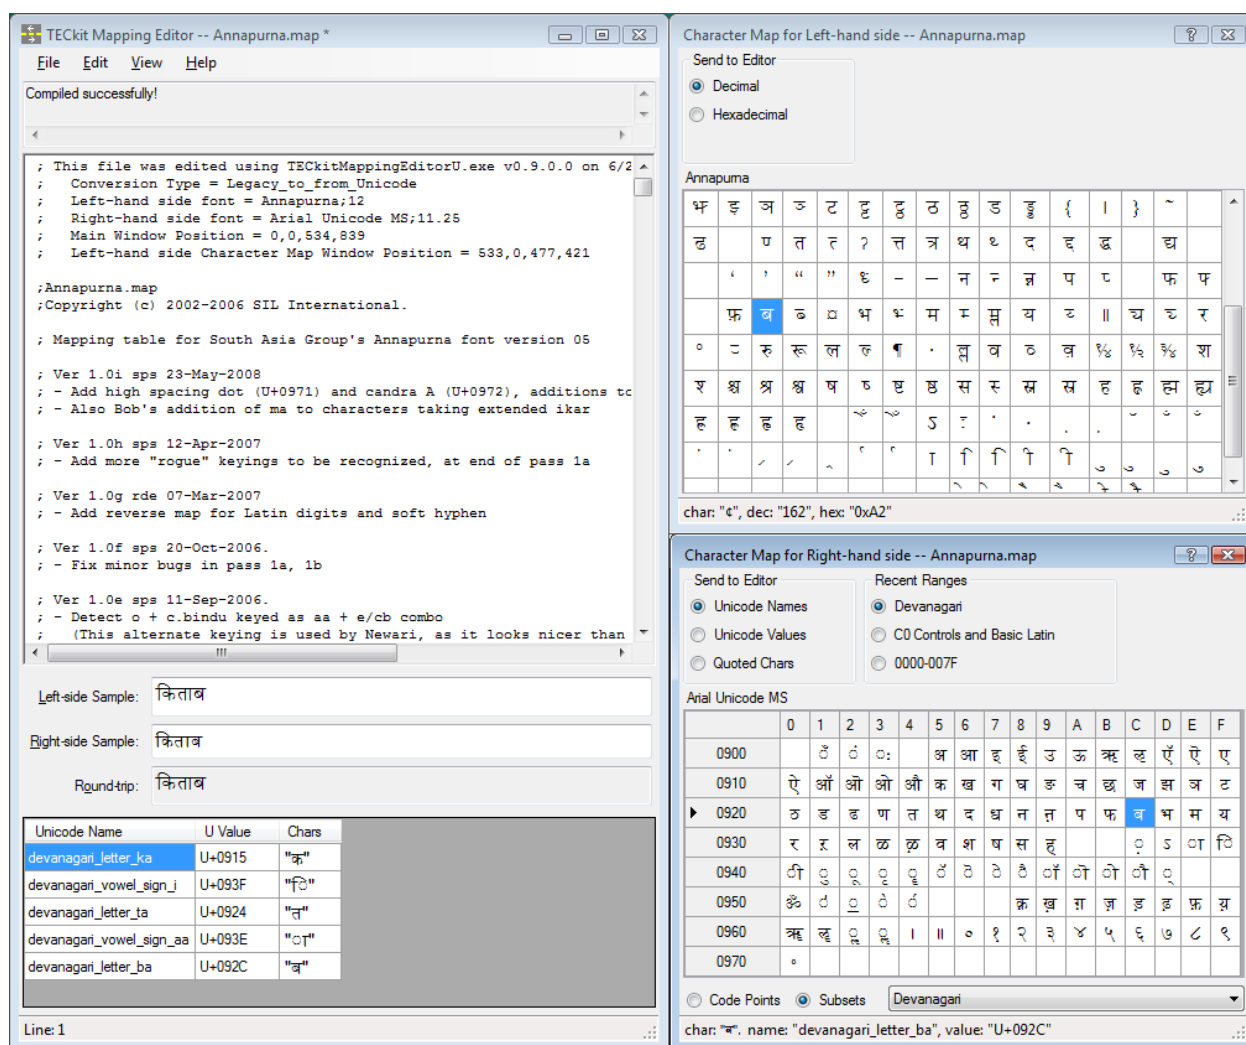 TECkit Mapping Editor -- Annapurna.map *
File Edit View Help
Compiled successfully!
; This file was edited using TECkitMappingEditorU.exe v0.9.0.0 on 6/2
; Conversion Type = Legacy_to_from_Unicode
; Left-hand side font = Annapurna;12
; Right-hand side font = Arial Unicode MS;11.25
; Main Window Position = 0,0,534,839
; Left-hand side Character Map Window Position = 533,0,477,421
;Annapurna.map
;Copyright (c) 2002-2006 SIL International.
; Mapping table for South Asia Group's Annapurna font version 05
; Ver 1.0i sps 23-May-2008
; - Add high spacing dot (U+0971) and candra A (U+0972), additions to
; - Also Bob's addition of ma to characters taking extended ikar
; Ver 1.0h sps 12-Apr-2007
; - Add more "rogue" keyings to be recognized, at end of pass 1a
; Ver 1.0g rde 07-Mar-2007
; - Add reverse map for Latin digits and soft hyphen
; Ver 1.0f sps 20-Oct-2006.
; - Fix minor bugs in pass 1a, 1b
; Ver 1.0e sps 11-Sep-2006.
; - Detect o + c.bindu keyed as aa + e/cb combo
; (This alternate keying is used by Newari, as it looks nicer than
Left-side Sample: किताब
Right-side Sample: किताब
Round-trip: किताब
Unicode Name U Value Chars
devanagari_letter_ka U+0915 "क"
devanagari_vowel_sign_i U+093F "ि"
devanagari_letter_ta U+0924 "त"
devanagari_vowel_sign_aa U+093E "ा"
devanagari_letter_ba U+092C "ब"
Line: 1
Character Map for Left-hand side -- Annapurna.map
Send to Editor
Decimal
Hexadecimal
Annapurna
char: "¢", dec: "162", hex: "0xA2"
Character Map for Right-hand side -- Annapurna.map
Send to Editor Recent Ranges
Unicode Names Devanagari
Unicode Values C0 Controls and Basic Latin
Quoted Chars 0000-007F
Arial Unicode MS
0 1 2 3 4 5 6 7 8 9 A B C D E F
0900 ँ ं ः अ आ इ ई उ ऊ ऋ ऌ ऍ ऎ ए
0910 ऐ ऑ ऒ ओ औ क ख ग घ ङ च छ ज झ ञ ट
0920 ठ ड ढ ण त थ द ध न ऩ प फ ब भ म य
0930 र ऱ ल ळ ऴ व श ष स ह ़ ऽ ा ि
0940 ी ु ू ृ ॄ ॅ ॆ े ै ॉ ॊ ो ौ ्
0950 ॐ ॑ ॒ ॓ ॔ क़ ख़ ग़ ज़ ड़ ढ़ फ़ य़
0960 ॠ ॡ ॢ ॣ । ॥ ० १ २ ३ ४ ५ ६ ७ ८ ९
0970 ॰
Code Points Subsets Devanagari
char: "ब". name: "devanagari_letter_ba", value: "U+092C"